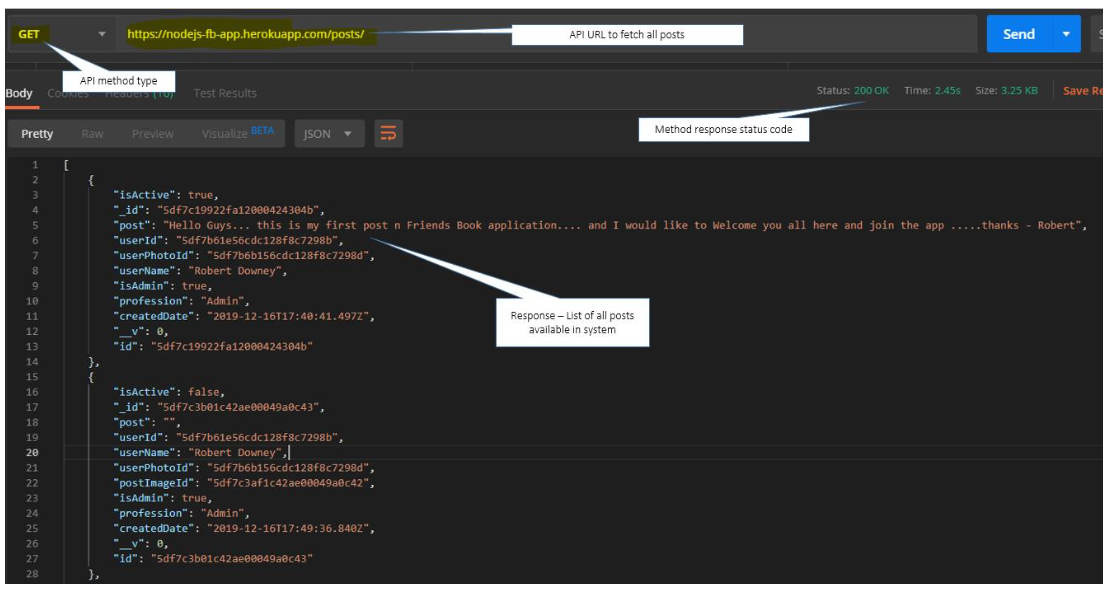 GET
https://nodejs-fb-app.herokuapp.com/posts/
API URL to fetch all posts
Send
API method type
Body Cookies Headers (10) Test Results
Status: 200 OK Time: 2.45s Size: 3.25 KB Save Re
Method response status code
Pretty Raw Preview Visualize BETA JSON
1 [
2 {
3 "isActive": true,
4 "_id": "5df7c19922fa12000424304b",
5 "post": "Hello Guys... this is my first post n Friends Book application.... and I would like to Welcome you all here and join the app .....thanks - Robert",
6 "userId": "5df7b61e56cdc128f8c7298b",
7 "userPhotoId": "5df7b6b156cdc128f8c7298d",
8 "userName": "Robert Downey",
9 "isAdmin": true,
10 "profession": "Admin",
11 "createdDate": "2019-12-16T17:40:41.497Z",
12 "__v": 0,
13 "id": "5df7c19922fa12000424304b"
Response – List of all posts
available in system
14 },
15 {
16 "isActive": false,
17 "_id": "5df7c3b01c42ae00049a0c43",
18 "post": "",
19 "userId": "5df7b61e56cdc128f8c7298b",
20 "userName": "Robert Downey",
21 "userPhotoId": "5df7b6b156cdc128f8c7298d",
22 "postImageId": "5df7c3af1c42ae00049a0c42",
23 "isAdmin": true,
24 "profession": "Admin",
25 "createdDate": "2019-12-16T17:49:36.840Z",
26 "__v": 0,
27 "id": "5df7c3b01c42ae00049a0c43"
28 },